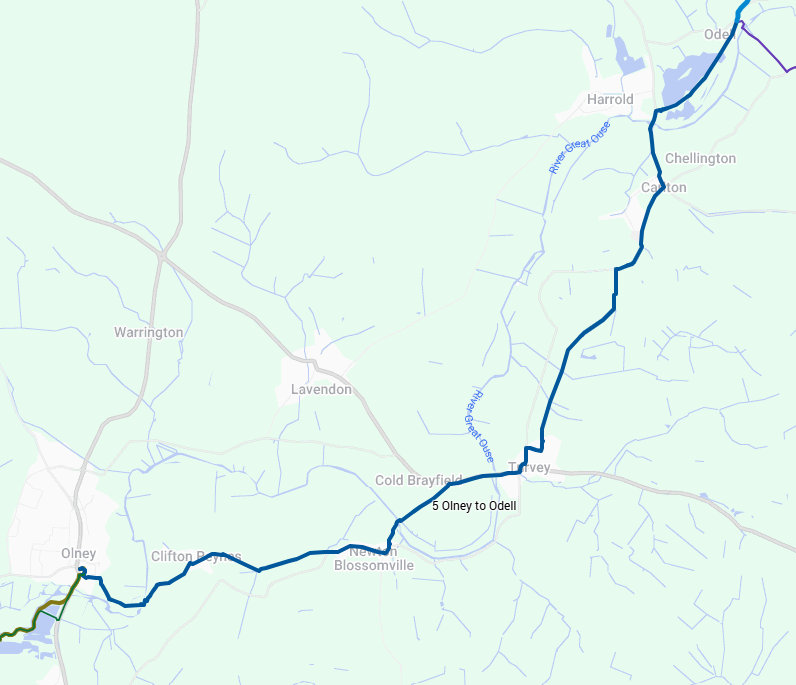 Odell
Harrold
River Great Ouse
Chellington
Carlton
Warrington
Lavendon
River Great Ouse
Turvey
Cold Brayfield
5 Olney to Odell
Olney
Clifton Reynes
Newton
Blossomville